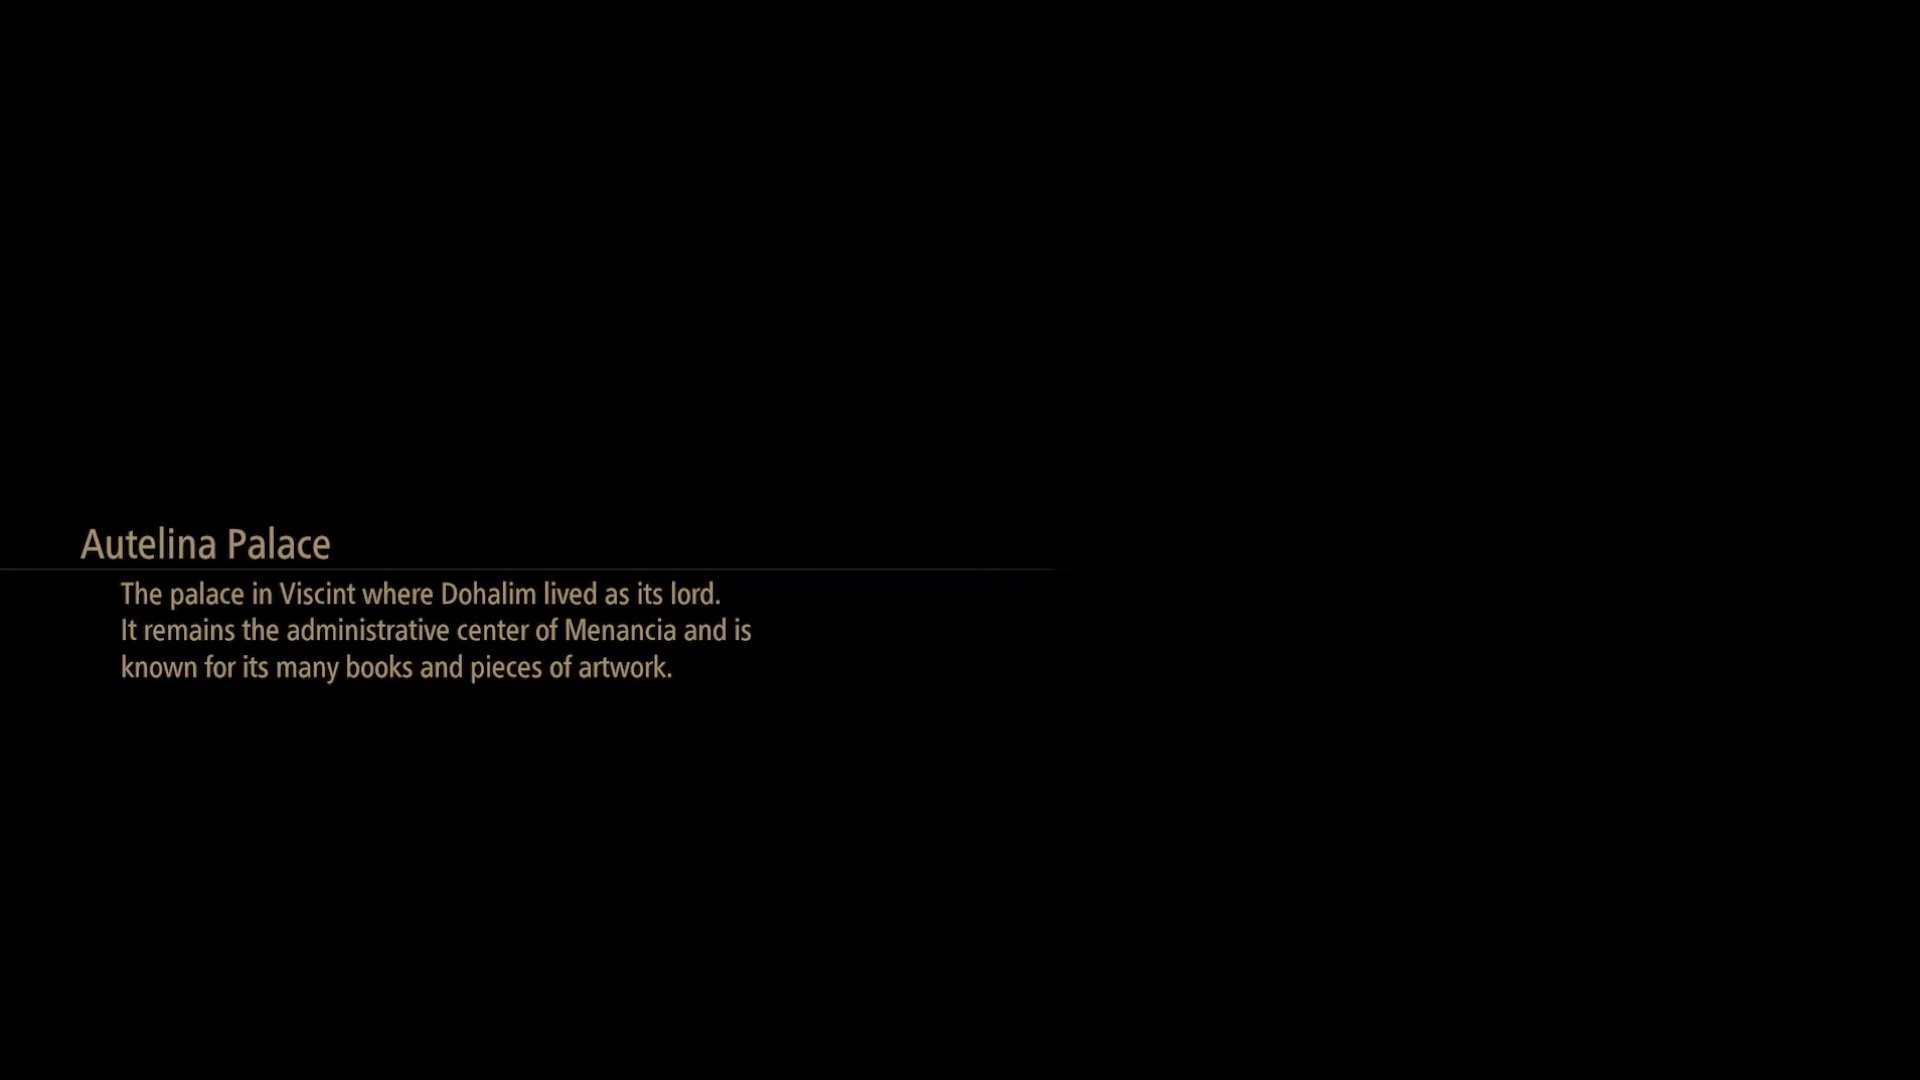 Autelina Palace
The palace in Viscint where Dohalim lived as its lord.
It remains the administrative center of Menancia and is
known for its many books and pieces of artwork.